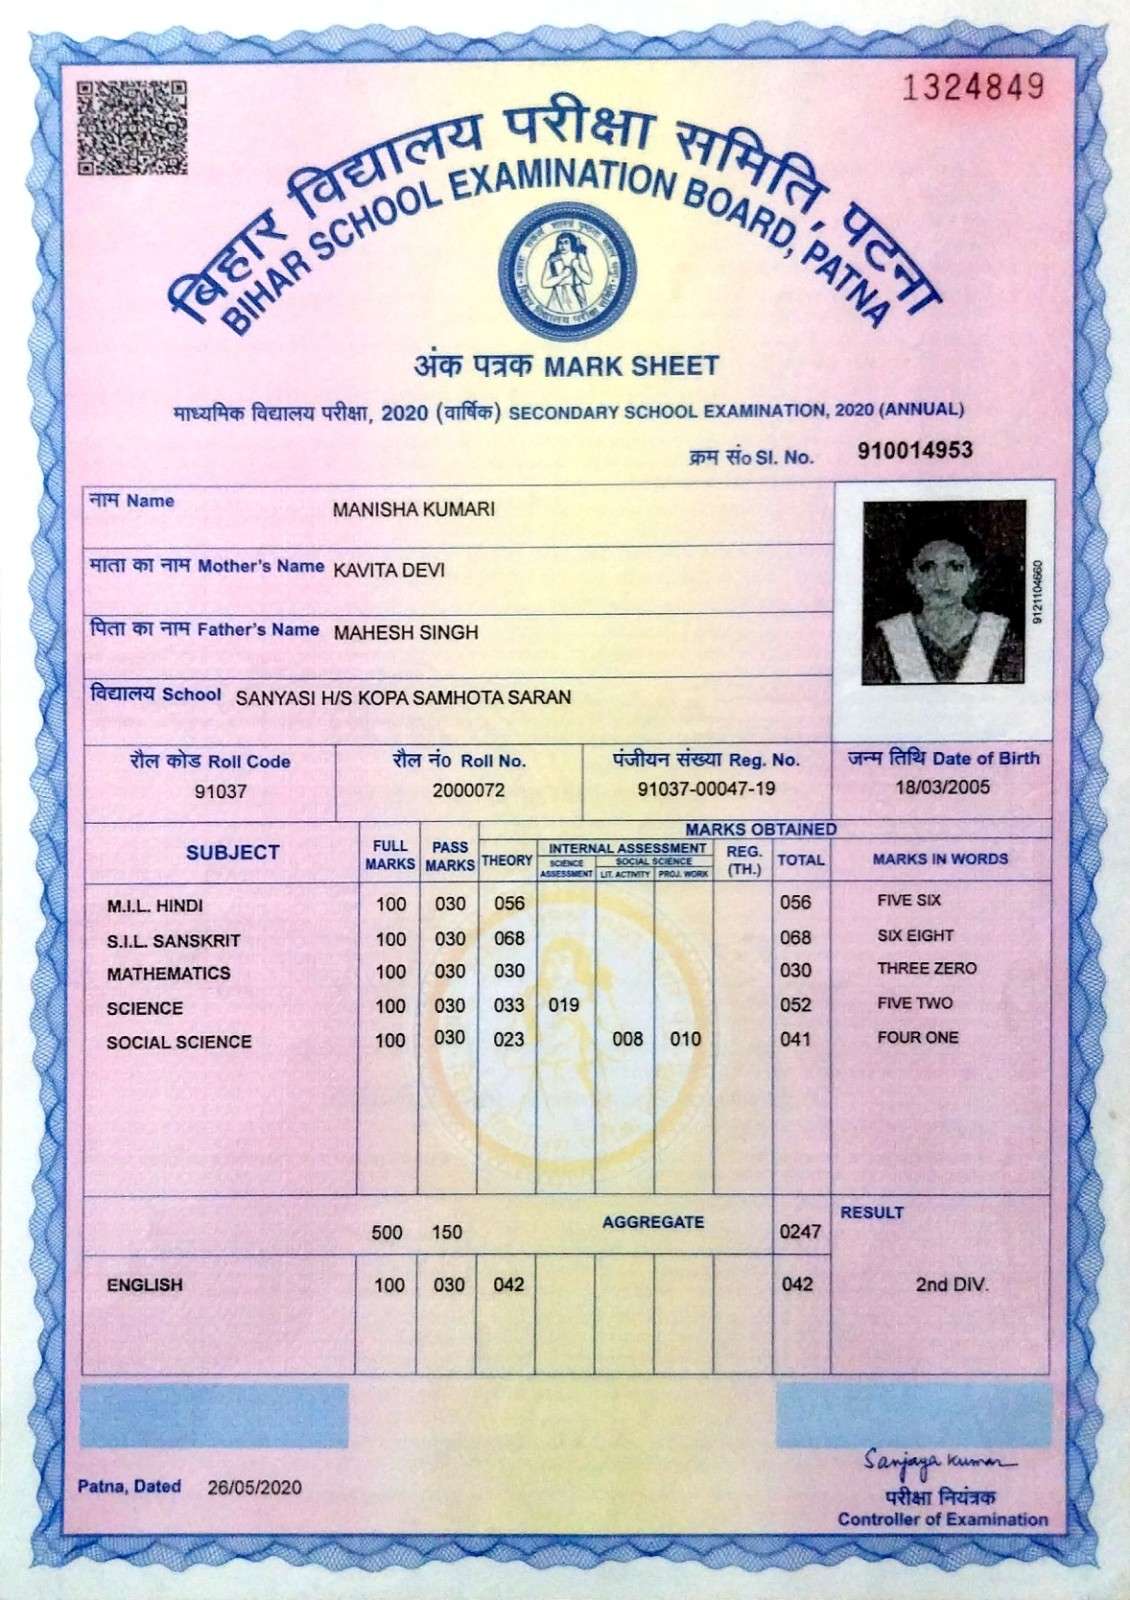 1324849
बिहार विद्यालय परीक्षा समिति, पटना
BIHAR SCHOOL EXAMINATION BOARD, PATNA
अंक पत्रक MARK SHEET
माध्यमिक विद्यालय परीक्षा, 2020 (वार्षिक) SECONDARY SCHOOL EXAMINATION, 2020 (ANNUAL)
क्रम सं० Sl. No. 910014953
नाम Name MANISHA KUMARI
माता का नाम Mother's Name KAVITA DEVI
पिता का नाम Father's Name MAHESH SINGH
9121104660
विद्यालय School SANYASI H/S KOPA SAMHOTA SARAN
रौल कोड Roll Code रौल नं० Roll No. पंजीयन संख्या Reg. No. जन्म तिथि Date of Birth
91037 2000072 91037-00047-19 18/03/2005
SUBJECT FULL MARKS PASS MARKS MARKS OBTAINED
THEORY INTERNAL ASSESSMENT REG. (TH.) TOTAL MARKS IN WORDS
SCIENCE ASSESSMENT SOCIAL SCIENCE
LIT. ACTIVITY PROJ. WORK
M.I.L. HINDI 100 030 056 056 FIVE SIX
S.I.L. SANSKRIT 100 030 068 068 SIX EIGHT
MATHEMATICS 100 030 030 030 THREE ZERO
SCIENCE 100 030 033 019 052 FIVE TWO
SOCIAL SCIENCE 100 030 023 008 010 041 FOUR ONE
500 150 AGGREGATE 0247 RESULT
ENGLISH 100 030 042 042 2nd DIV.
Sanjaya Kumar
Patna, Dated 26/05/2020
परीक्षा नियंत्रक
Controller of Examination